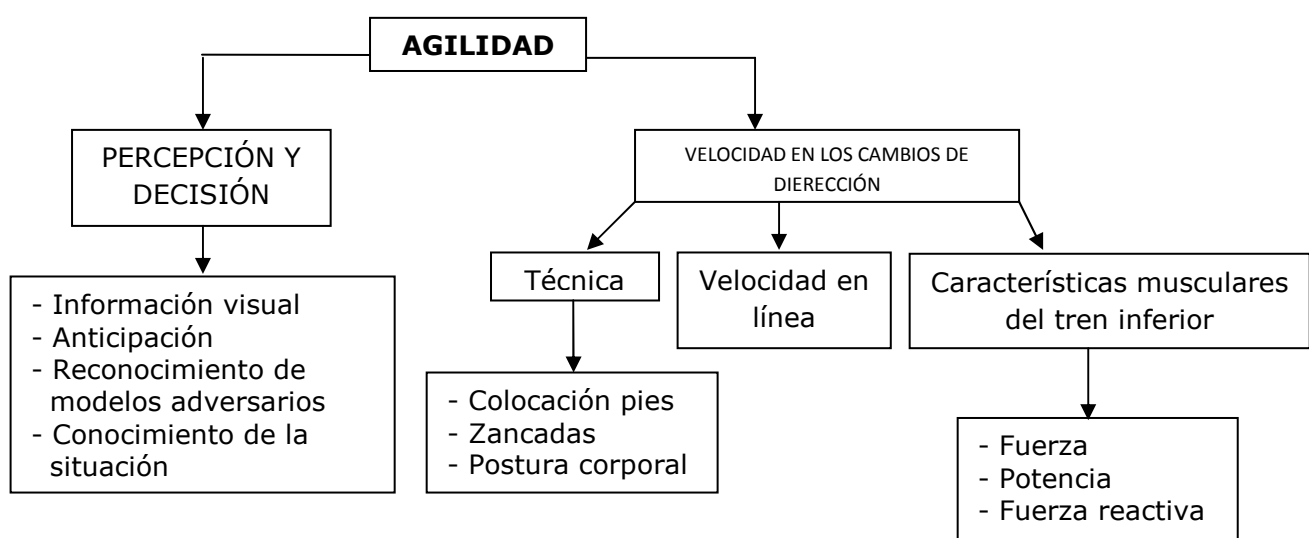 AGILIDAD
PERCEPCIÓN Y
DECISIÓN
VELOCIDAD EN LOS CAMBIOS DE
DIERECCIÓN
- Información visual
- Anticipación
- Reconocimiento de
modelos adversarios
- Conocimiento de la
situación
Técnica
Velocidad en
línea
Características musculares
del tren inferior
- Colocación pies
- Zancadas
- Postura corporal
- Fuerza
- Potencia
- Fuerza reactiva